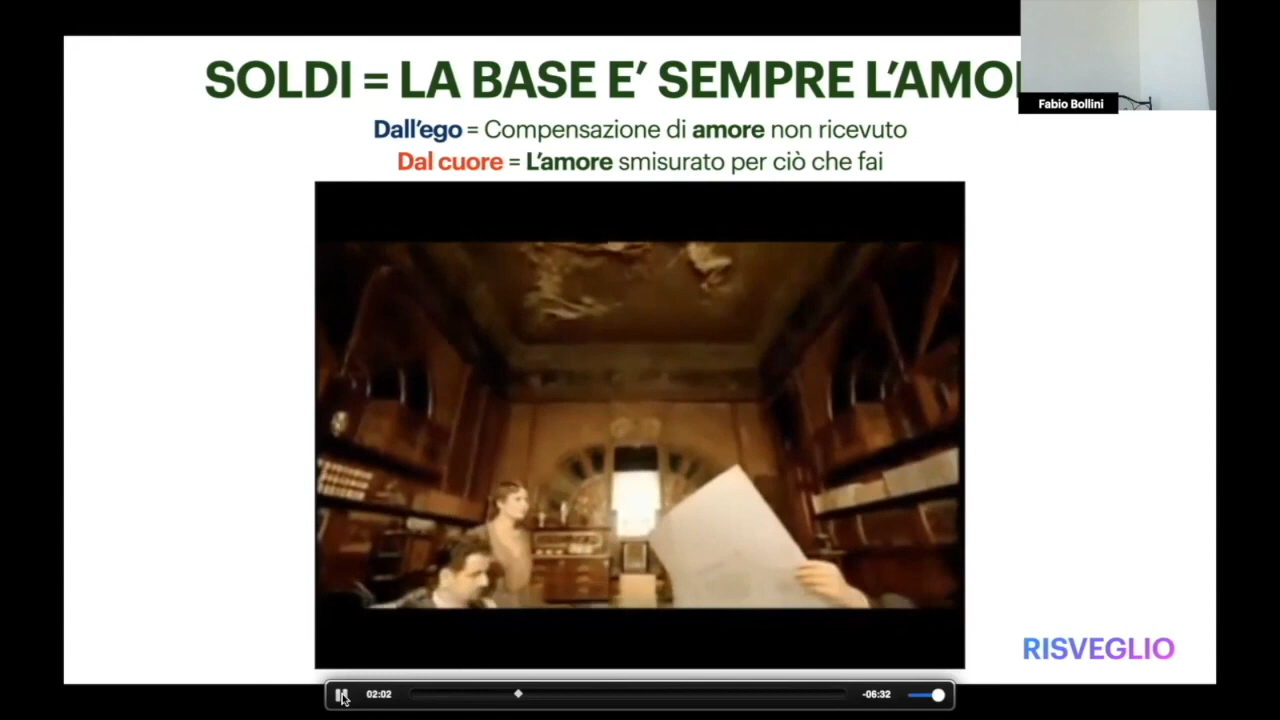 SOLDI = LA BASE E’ SEMPRE L’AMO
Fabio Bollini
Dall’ego = Compensazione di amore non ricevuto
Dal cuore = L’amore smisurato per ciò che fai
RISVEGLIO
02:02
-06:32